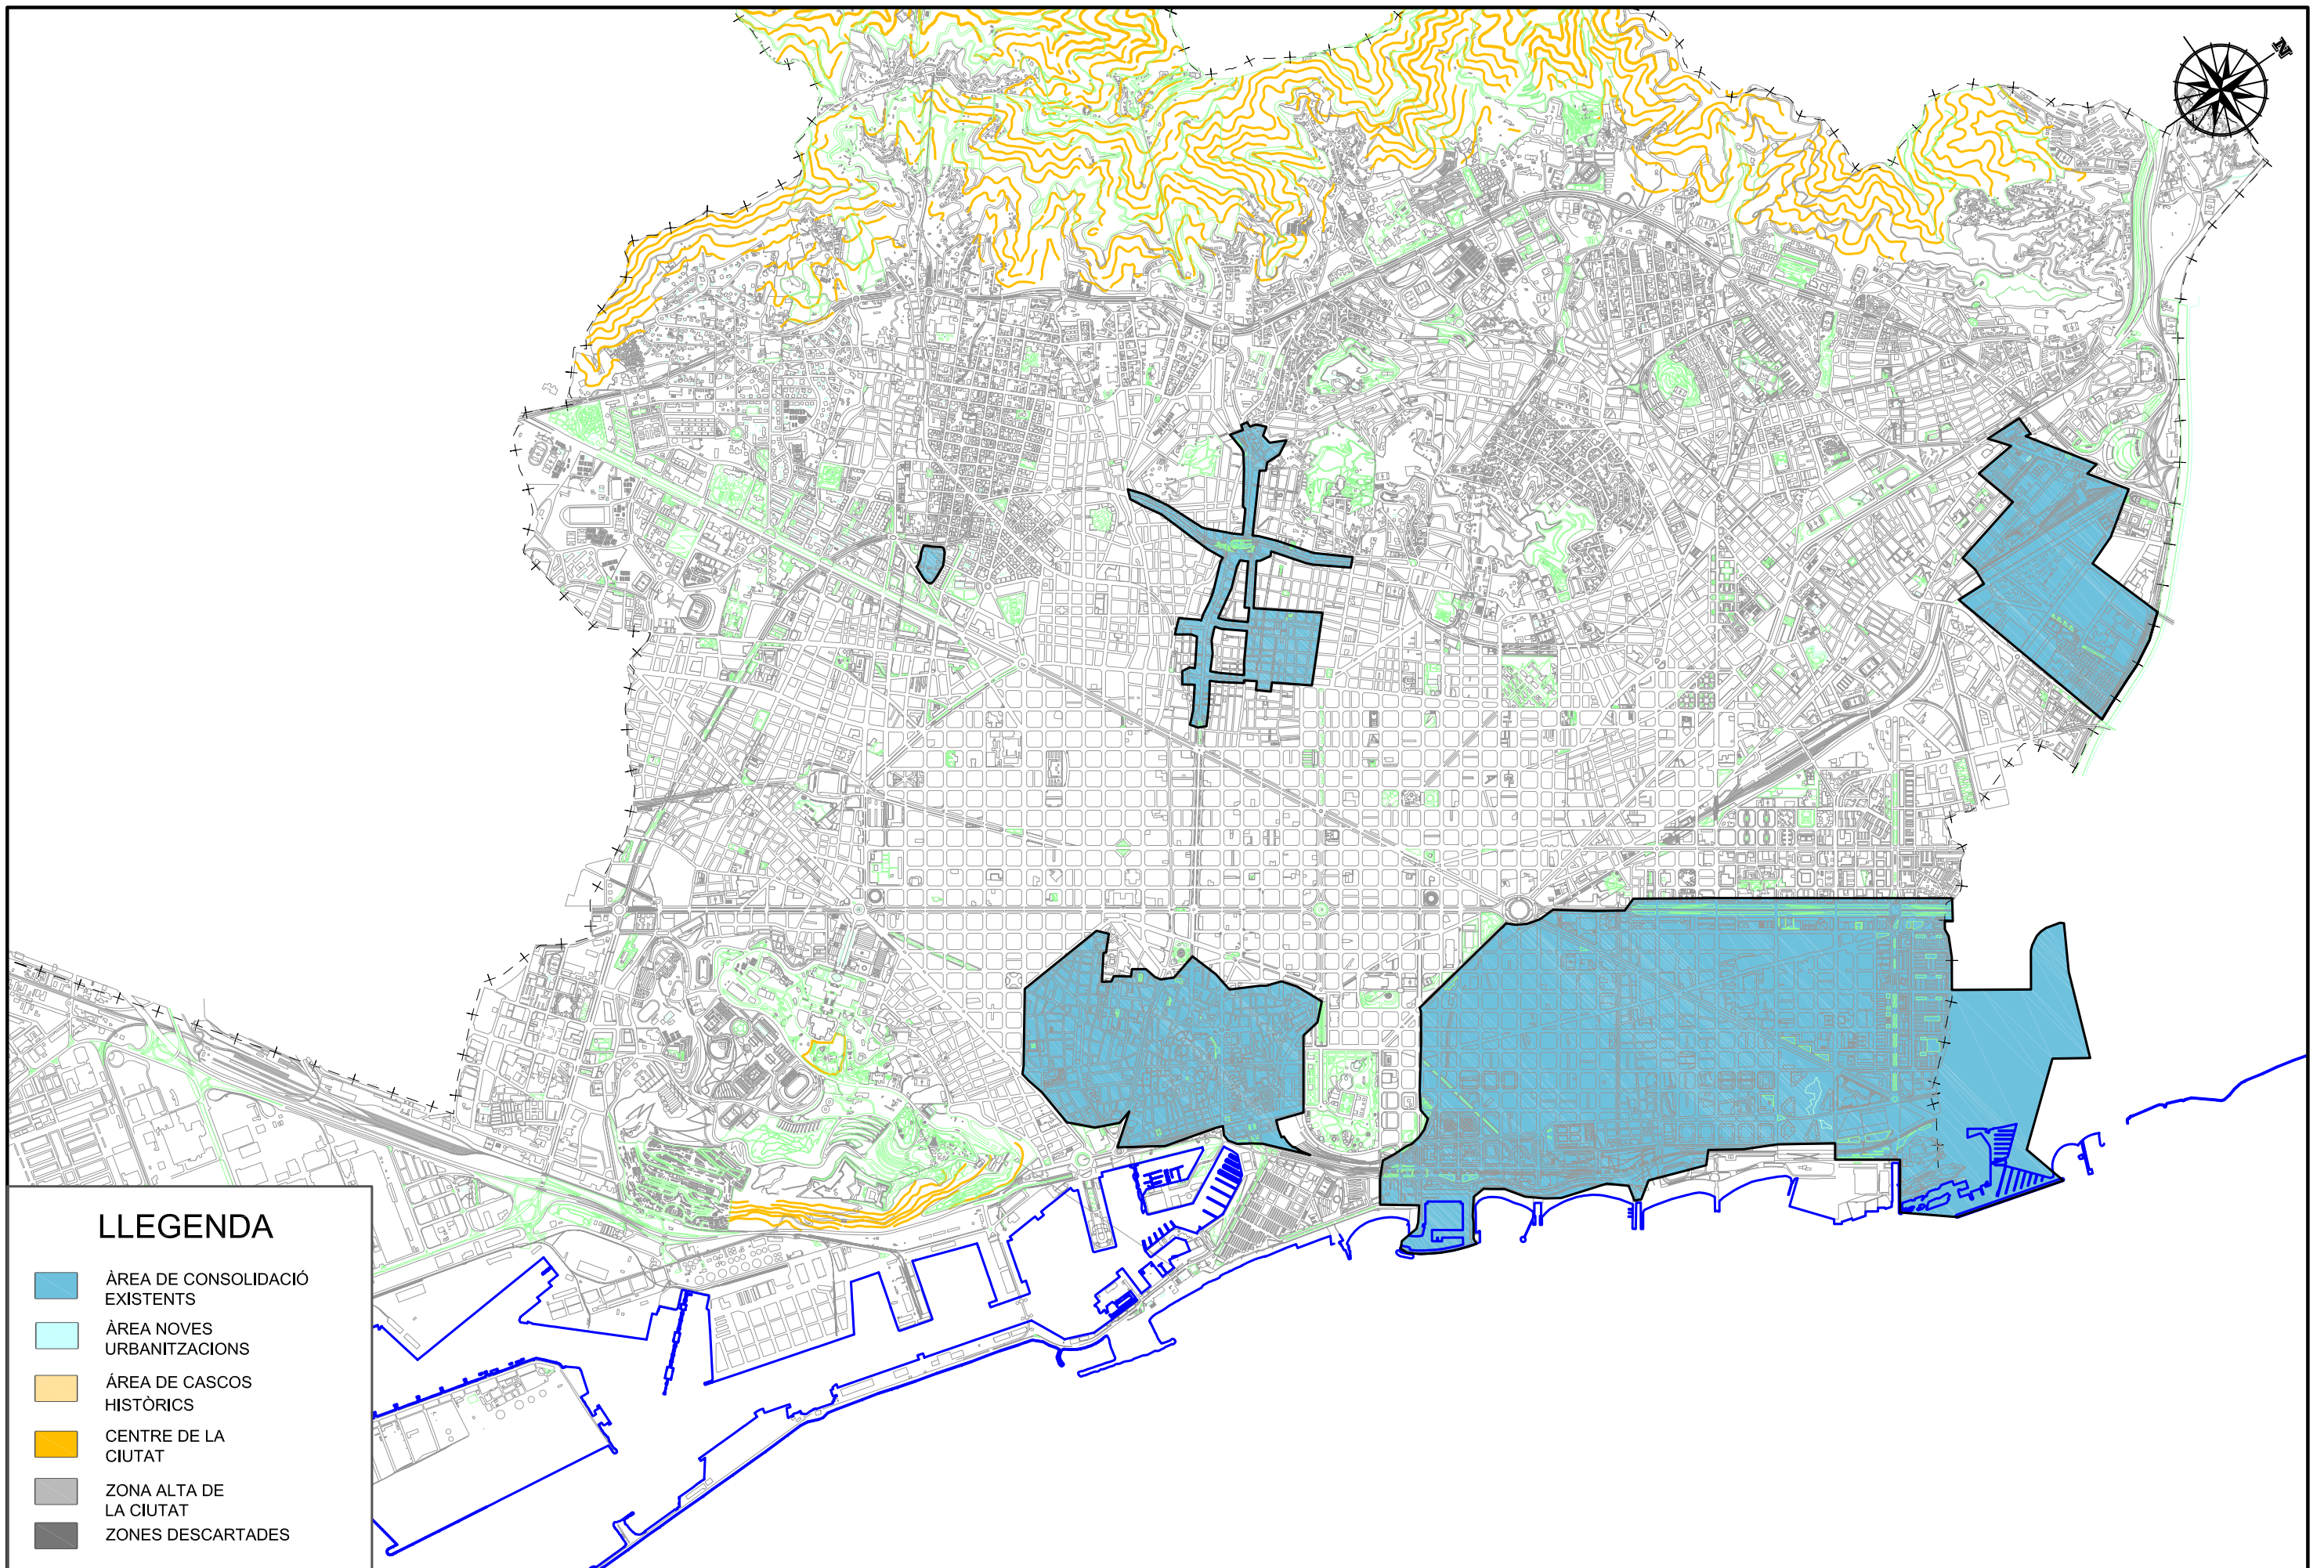 N
LLEGENDA
ÀREA DE CONSOLIDACIÓ
EXISTENTS
ÀREA NOVES
URBANITZACIONS
ÁREA DE CASCOS
HISTÒRICS
CENTRE DE LA
CIUTAT
ZONA ALTA DE
LA CIUTAT
ZONES DESCARTADES